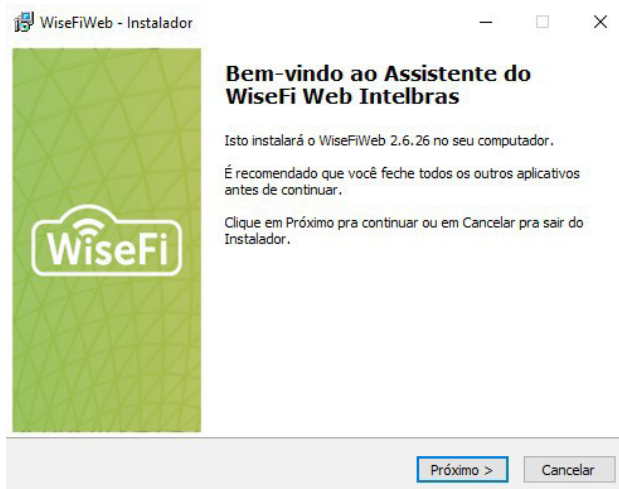 WiseFiWeb - Instalador
Bem-vindo ao Assistente do
WiseFi Web Intelbras
Isto instalará o WiseFiWeb 2.6.26 no seu computador.
É recomendado que você feche todos os outros aplicativos
antes de continuar.
Clique em Próximo pra continuar ou em Cancelar pra sair do
Instalador.
WiseFi
Próximo >
Cancelar